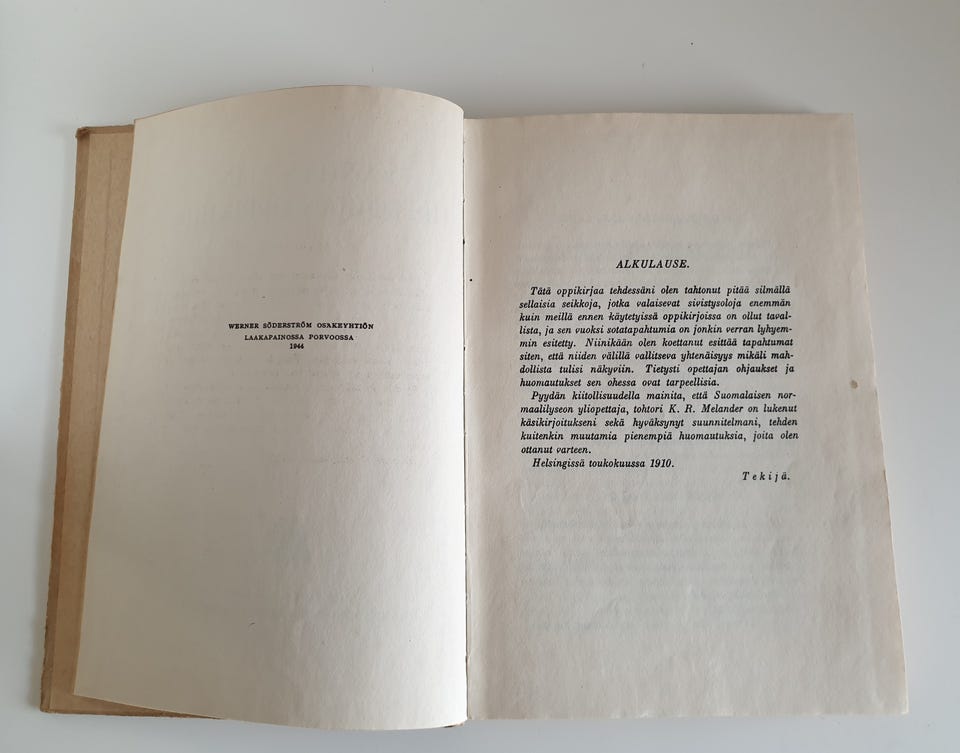 WERNER SÖDERSTRÖM OSAKEYHTIÖN
LAAKAPAINOSSA PORVOOSSA
1944
ALKULAUSE.
Tätä oppikirjaa tehdessäni olen tahtonut pitää silmällä
sellaisia seikkoja, jotka valaisevat sivistysoloja enemmän
kuin meillä ennen käytetyissä oppikirjoissa on ollut taval-
lista, ja sen vuoksi sotatapahtumia on jonkin verran lyhyem-
min esitetty. Niinikään olen koettanut esittää tapahtumat
siten, että niiden välillä vallitseva yhtenäisyys mikäli mah-
dollista tulisi näkyviin. Tietysti opettajan ohjaukset ja
huomautukset sen ohessa ovat tarpeellisia.
Pyydän kiitollisuudella mainita, että Suomalaisen nor-
maalilyseon yliopettaja, tohtori K. R. Melander on lukenut
käsikirjoitukseni sekä hyväksynyt suunnitelmani, tehden
kuitenkin muutamia pienempiä huomautuksia, joita olen
ottanut varteen.
Helsingissä toukokuussa 1910.
Tekijä.